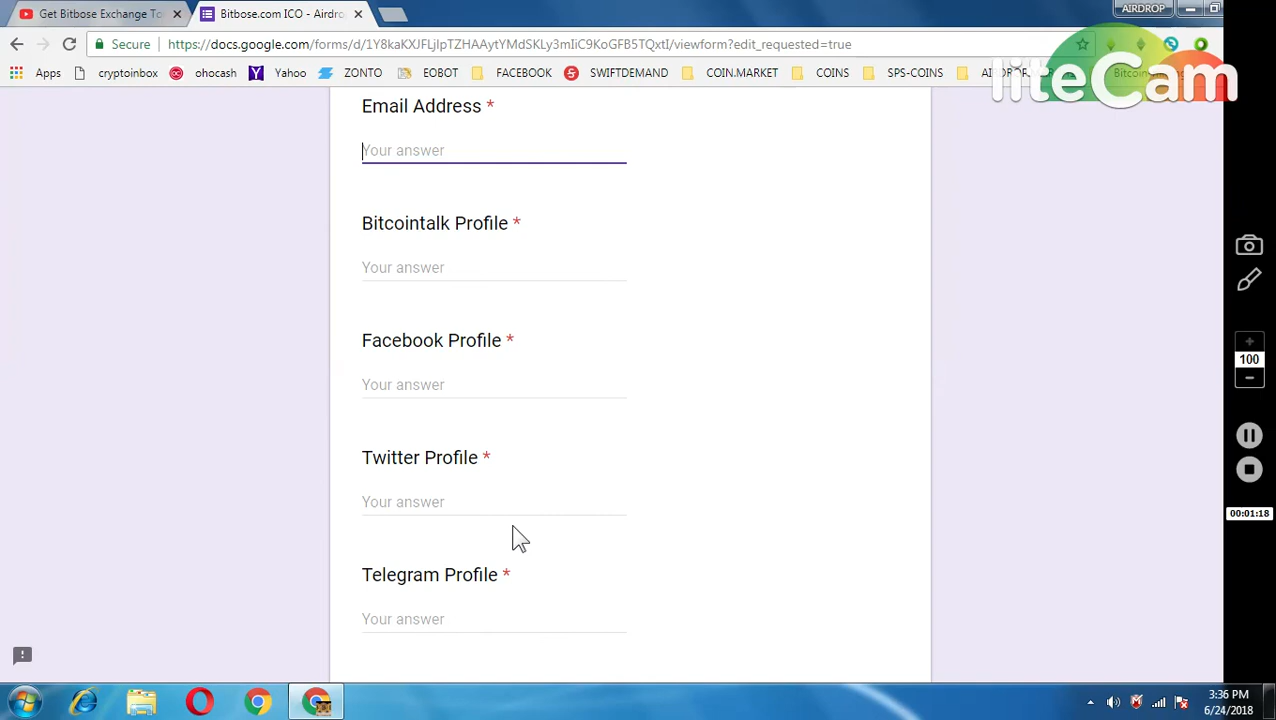 Get Bitbose Exchange To
Bitbose.com ICO - Airdro
AIRDROP
Secure
https://docs.google.com/forms/d/1Y8kaKX!FLjIpTZHAAytYMdSKLy3mIiC9KoGFB5TQxtI/viewform?edit_requested=true
Apps
cryptoinbox
ohocash
Yahoo
ZONTO
EOBOT
FACEBOOK
SWIFTDEMAND
COIN.MARKET
COINS
SPS-COINS
liteCam
Email Address *
Your answer
Bitcointalk Profile *
Your answer
Facebook Profile *
Your answer
Twitter Profile *
Your answer
Telegram Profile *
Your answer
100
00:01:18
3:36 PM
6/24/2018